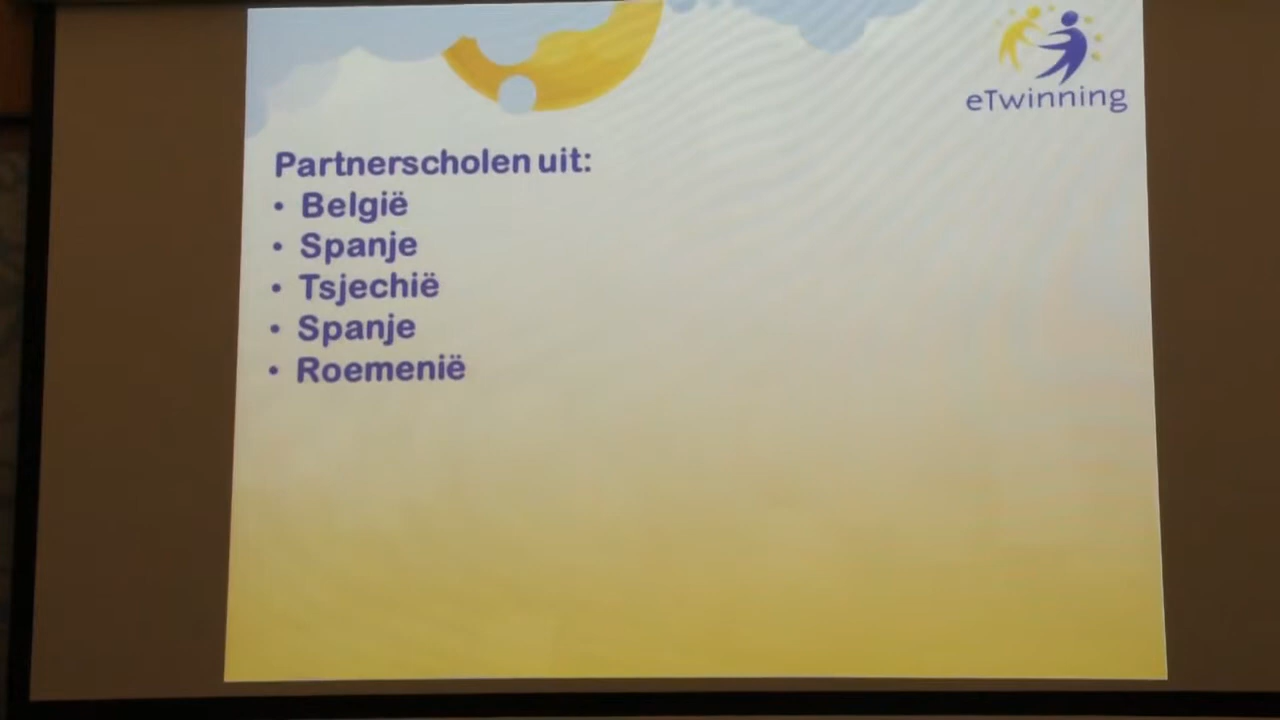 eTwinning
Partnerscholen uit:
• België
• Spanje
• Tsjechië
• Spanje
• Roemenië